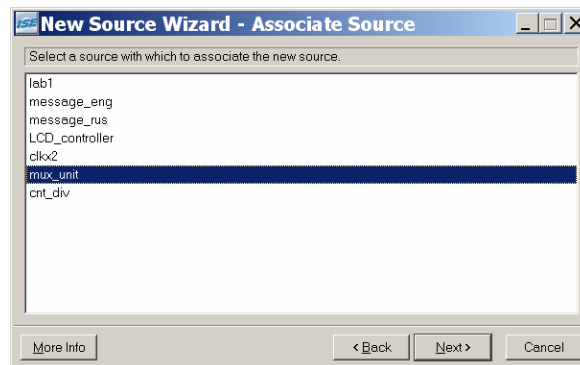 ISE New Source Wizard - Associate Source
Select a source with which to associate the new source.
lab1
message_eng
message_rus
LCD_controller
clkx2
mux_unit
cnt_div
More Info < Back Next > Cancel